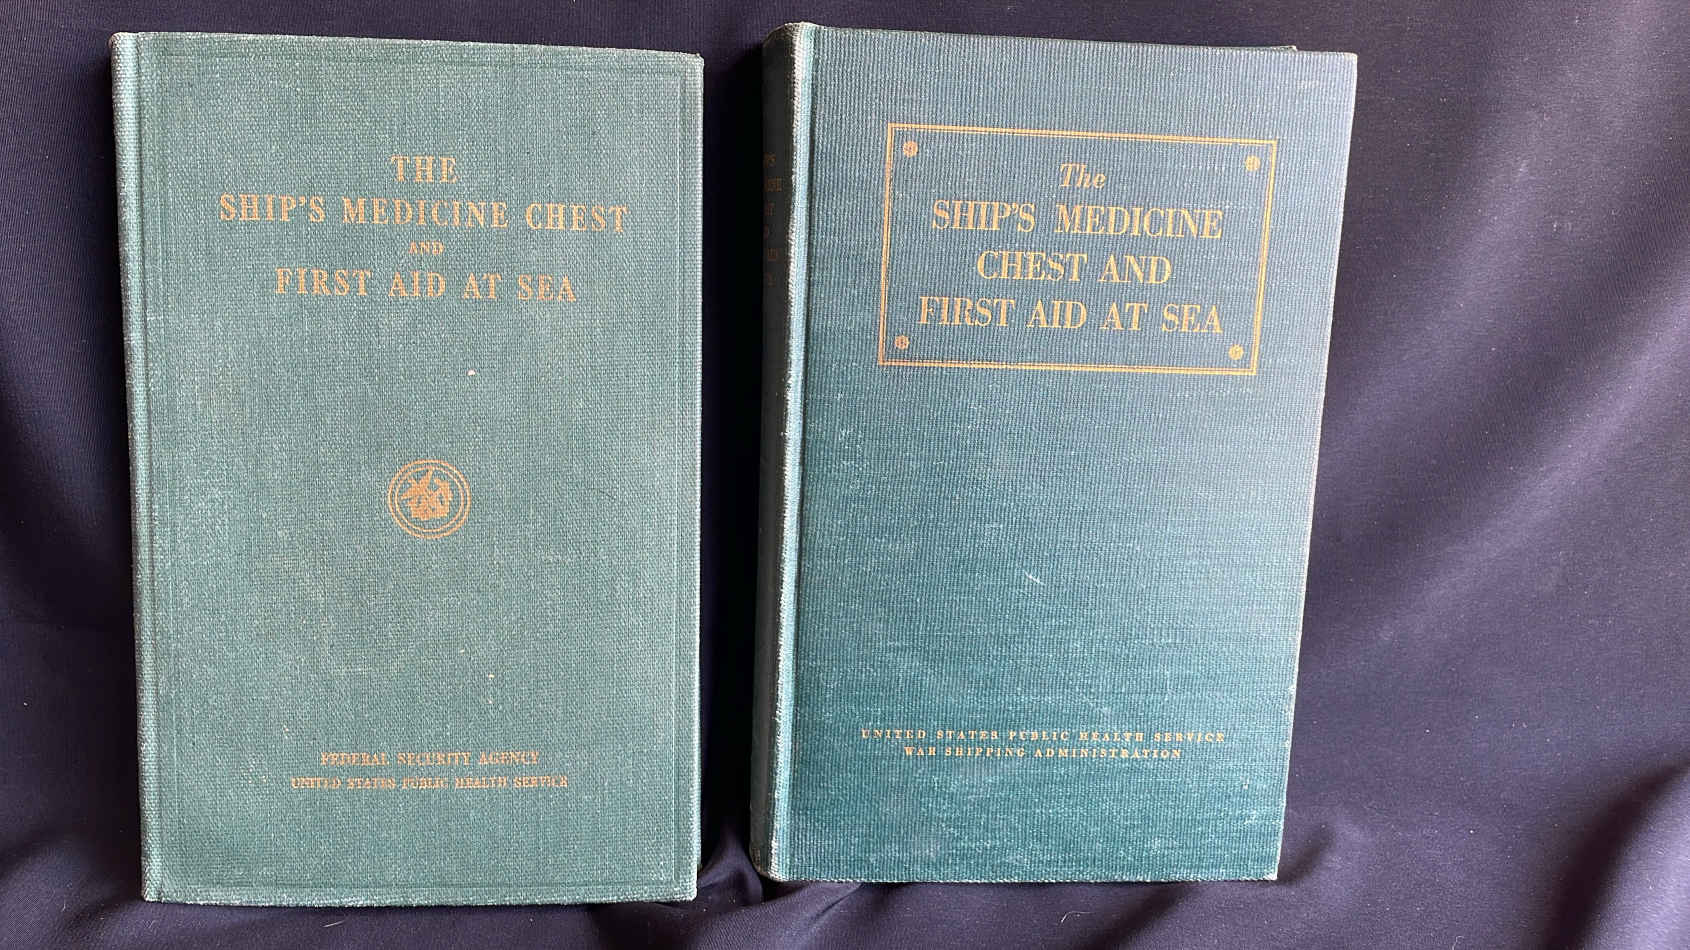 THE
SHIP'S MEDICINE CHEST
AND
FIRST AID AT SEA
FEDERAL SECURITY AGENCY
UNITED STATES PUBLIC HEALTH SERVICE
The
SHIP'S MEDICINE
CHEST AND
FIRST AID AT SEA
UNITED STATES PUBLIC HEALTH SERVICE
WAR SHIPPING ADMINISTRATION